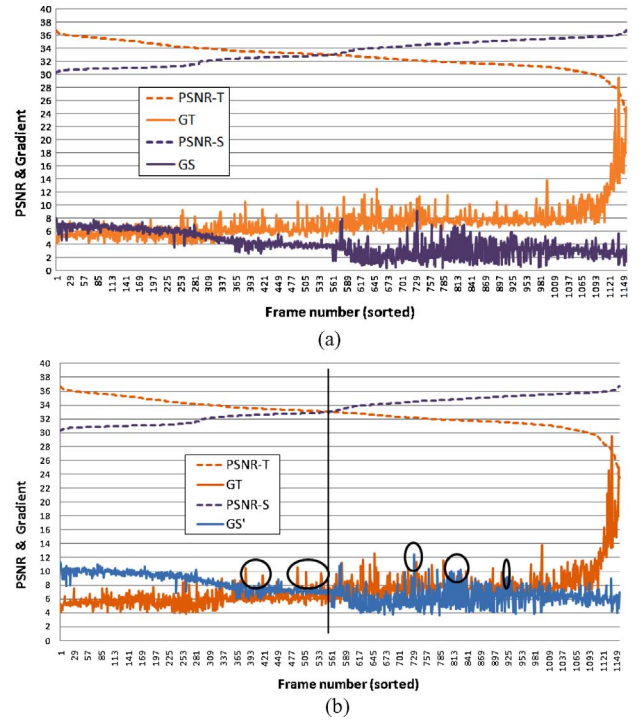 40
38
36
34
32
30
28
26
24
22
20
18
16
14
12
10
8
6
4
2
0
PSNR & Gradient
PSNR-T
GT
PSNR-S
GS
1 29 57 85 113 141 169 197 225 253 281 309 337 365 393 421 449 477 505 533 561 589 617 645 673 701 729 757 785 813 841 869 897 925 953 981 1009 1037 1065 1093 1121 1149
Frame number (sorted)
(a)
40
38
36
34
32
30
28
26
24
22
20
18
16
14
12
10
8
6
4
2
0
PSNR & Gradient
PSNR-T
GT
PSNR-S
GS'
1 29 57 85 113 141 169 197 225 253 281 309 337 365 393 421 449 477 505 533 561 589 617 645 673 701 729 757 785 813 841 869 897 925 953 981 1009 1037 1065 1093 1121 1149
Frame number (sorted)
(b)